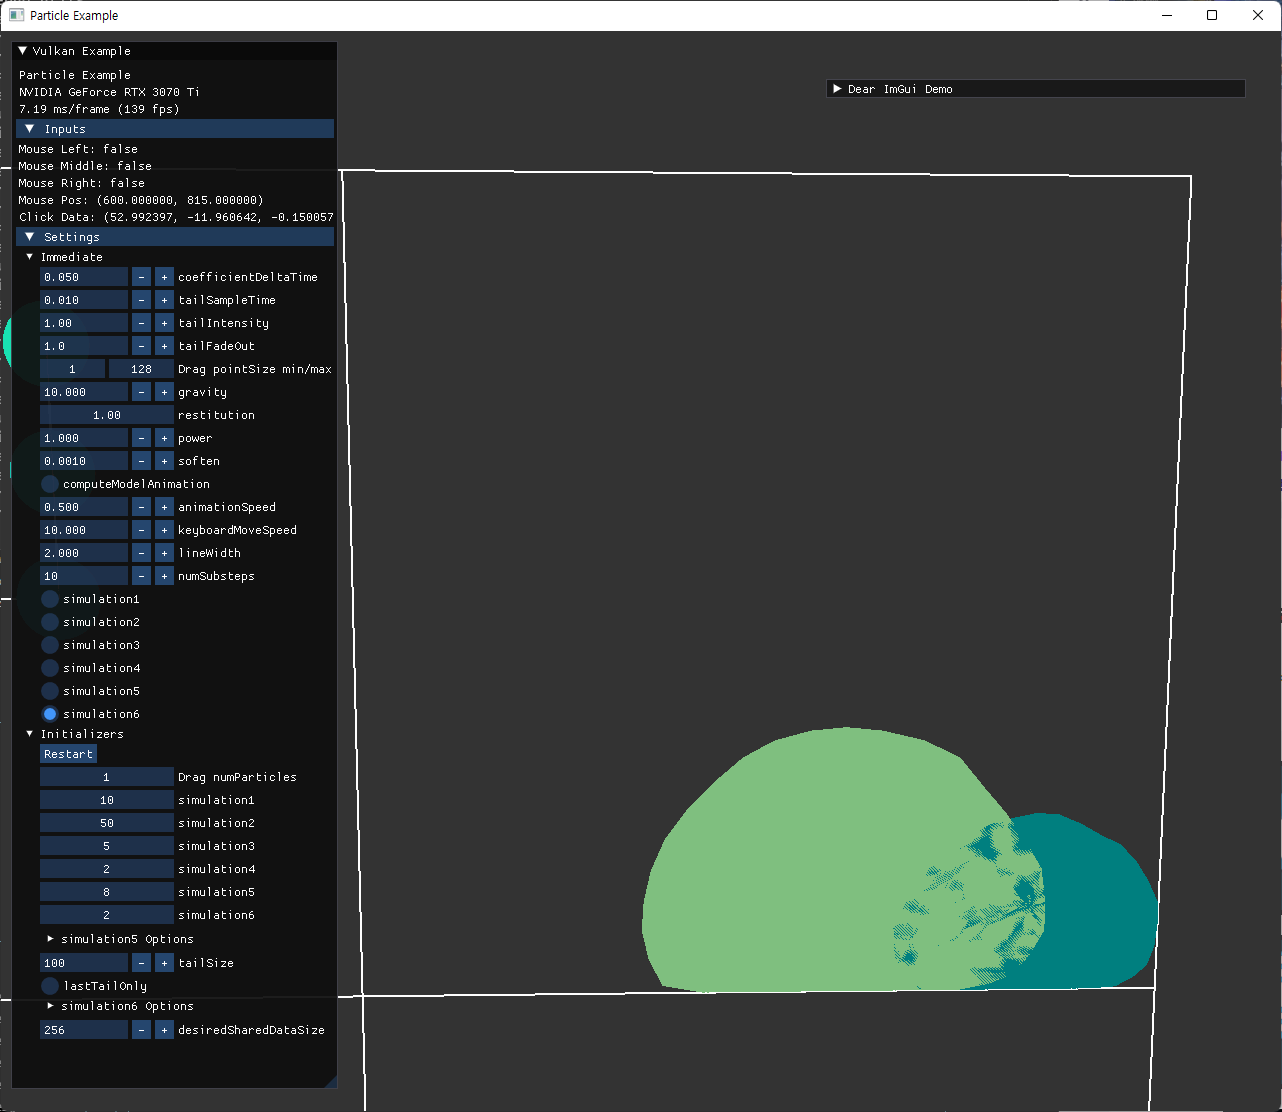 Particle Example
Vulkan Example
Particle Example
NVIDIA GeForce RTX 3070 Ti
7.19 ms/frame (139 fps)
Inputs
Mouse Left: false
Mouse Middle: false
Mouse Right: false
Mouse Pos: (600.000000, 815.000000)
Click Data: (52.992397, -11.960642, -0.150057
Settings
Immediate
0.050 - + coefficientDeltaTime
0.010 - + tailSampleTime
1.00 - + tailIntensity
1.0 - + tailFadeOut
1 128 Drag pointSize min/max
10.000 - + gravity
1.00 restitution
1.000 - + power
0.0010 - + soften
computeModelAnimation
0.500 - + animationSpeed
10.000 - + keyboardMoveSpeed
2.000 - + lineWidth
10 - + numSubsteps
simulation1
simulation2
simulation3
simulation4
simulation5
simulation6
Initializers
Restart
1 Drag numParticles
10 simulation1
50 simulation2
5 simulation3
2 simulation4
8 simulation5
2 simulation6
simulation5 Options
100 - + tailSize
lastTailOnly
simulation6 Options
256 - + desiredSharedDataSize
Dear ImGui Demo